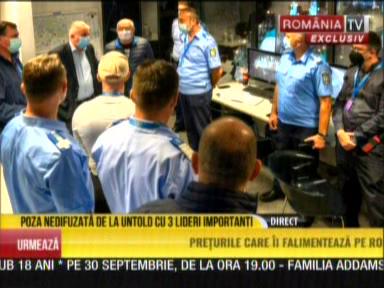 ROMÂNIA TV
EXCLUSIV
POZA NEDIFUZATĂ DE LA UNTOLD CU 3 LIDERI IMPORTANȚI
DIRECT
URMEAZĂ
PREȚURILE CARE ÎI FALIMENTEAZĂ PE RO
UB 18 ANI * PE 30 SEPTEMBRIE, DE LA ORA 19.00 - FAMILIA ADDAMS